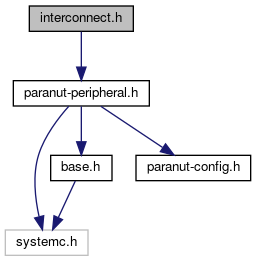 interconnect.h
paranut-peripheral.h
base.h
paranut-config.h
systemc.h